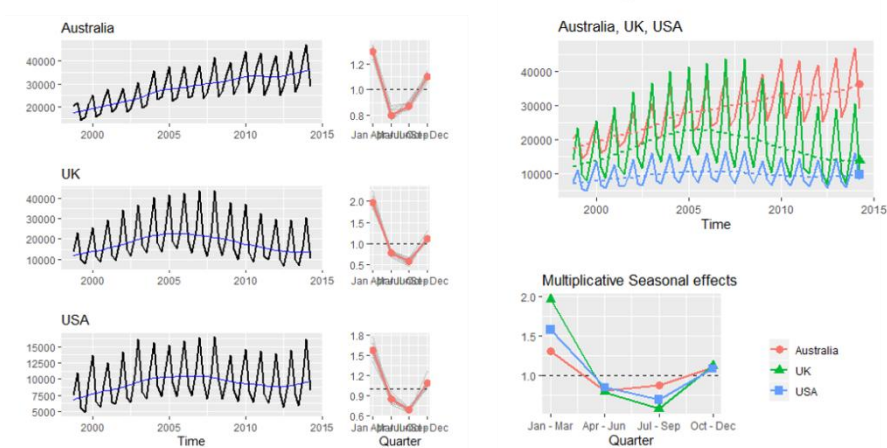 Australia
40000
30000
20000
2000
2005
2010
2015
1.2
1.0
0.8
UK
40000
30000
20000
10000
2000
2005
2010
2015
2.0
1.5
1.0
0.5
USA
15000
12500
10000
7500
5000
2000
2005
2010
2015
Time
1.8
1.5
1.2
0.9
0.6
Quarter
Australia, UK, USA
40000
30000
20000
10000
2000
2005
2010
2015
Time
Multiplicative Seasonal effects
2.0
1.5
1.0
Jan - Mar
Apr - Jun
Jul - Sep
Oct - Dec
Quarter
Australia
UK
USA